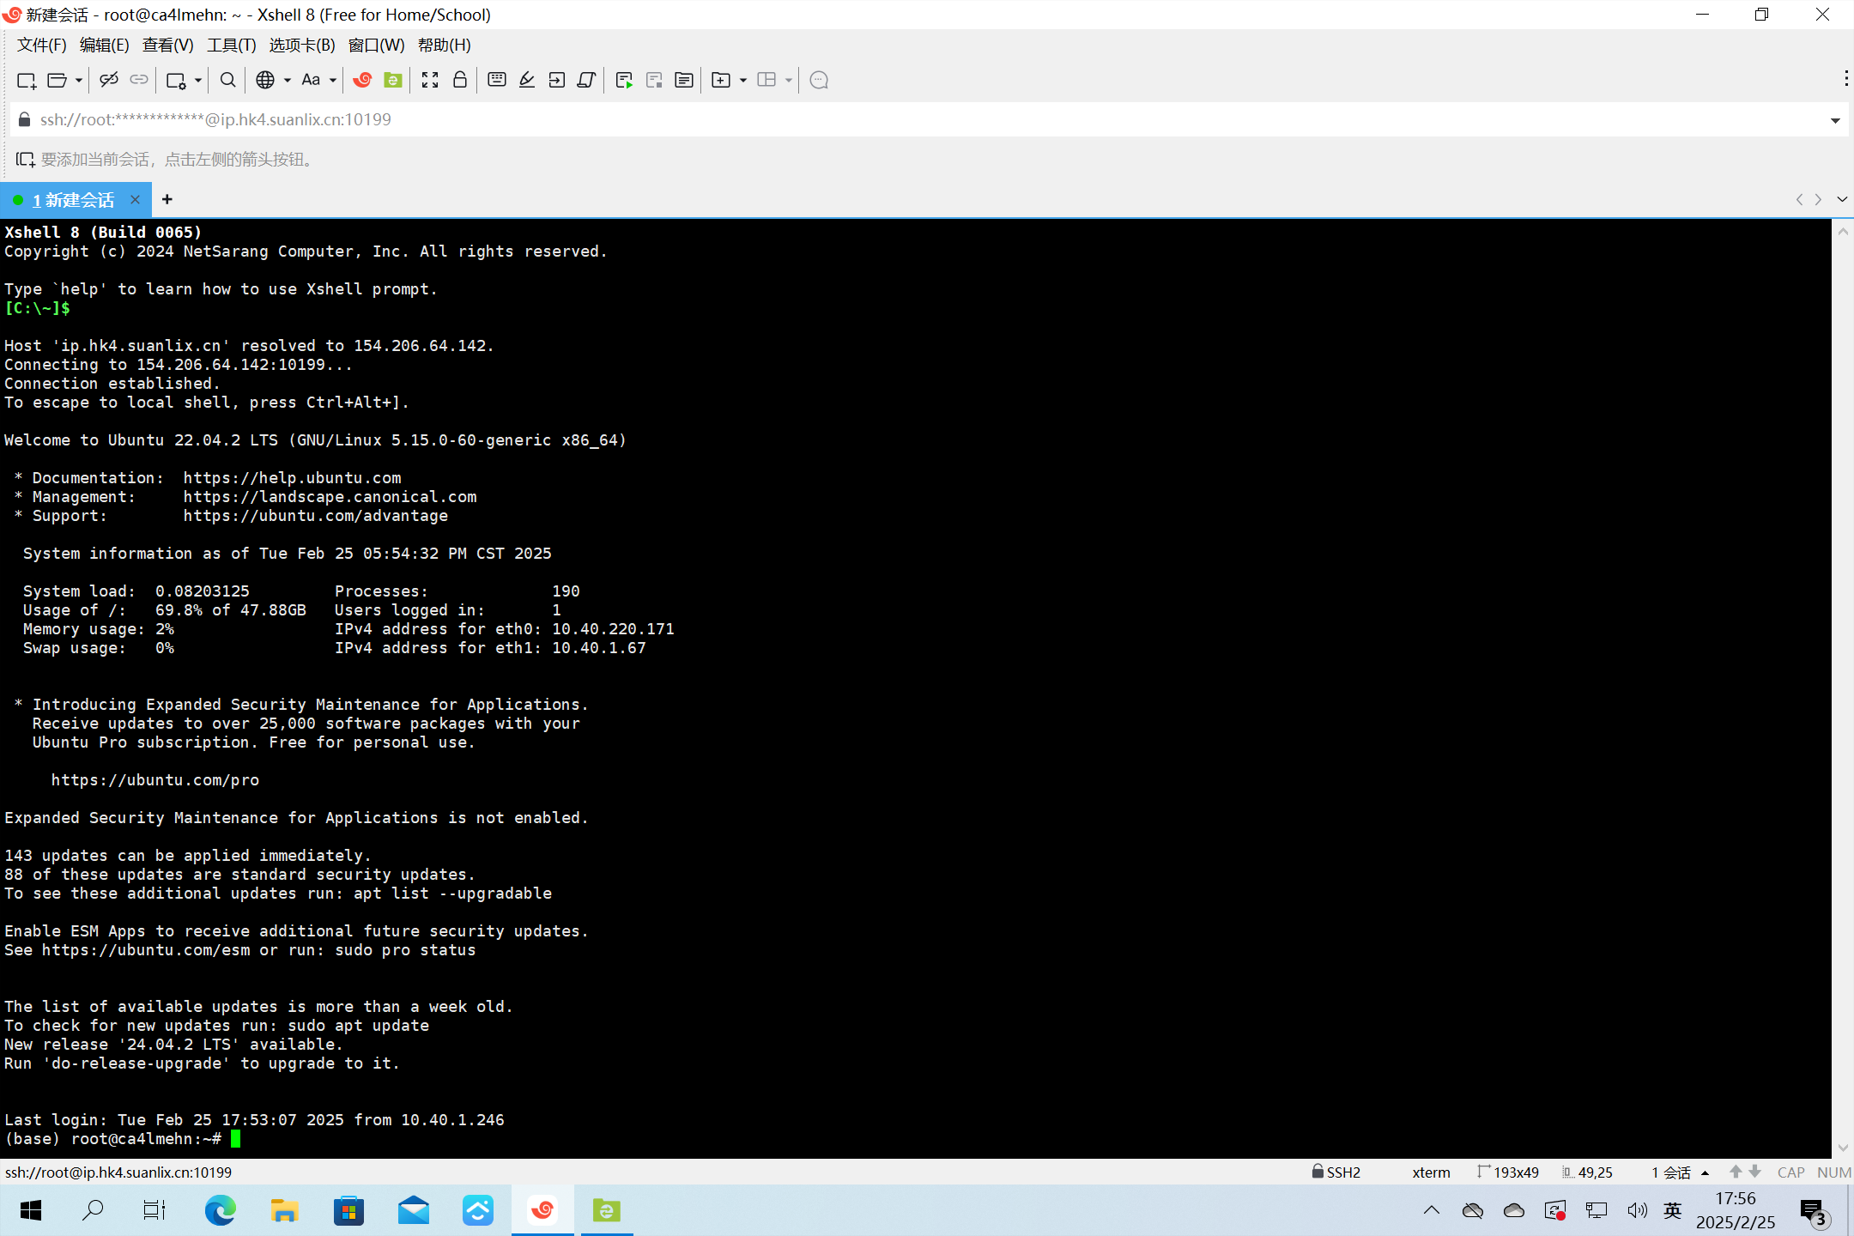 新建会话 - root@ca4lmehn: ~ - Xshell 8 (Free for Home/School)
文件(F) 编辑(E) 查看(V) 工具(T) 选项卡(B) 窗口(W) 帮助(H)
Aa
ssh://root:*************@ip.hk4.suanlix.cn:10199
要添加当前会话，点击左侧的箭头按钮。
1 新建会话
Xshell 8 (Build 0065)
Copyright (c) 2024 NetSarang Computer, Inc. All rights reserved.
Type `help' to learn how to use Xshell prompt.
[C:\~]$
Host 'ip.hk4.suanlix.cn' resolved to 154.206.64.142.
Connecting to 154.206.64.142:10199...
Connection established.
To escape to local shell, press Ctrl+Alt+].
Welcome to Ubuntu 22.04.2 LTS (GNU/Linux 5.15.0-60-generic x86_64)
* Documentation:  https://help.ubuntu.com
* Management:     https://landscape.canonical.com
* Support:        https://ubuntu.com/advantage
System information as of Tue Feb 25 05:54:32 PM CST 2025
System load:  0.08203125         Processes:             190
Usage of /:   69.8% of 47.88GB   Users logged in:       1
Memory usage: 2%                 IPv4 address for eth0: 10.40.220.171
Swap usage:   0%                 IPv4 address for eth1: 10.40.1.67
* Introducing Expanded Security Maintenance for Applications.
Receive updates to over 25,000 software packages with your
Ubuntu Pro subscription. Free for personal use.
https://ubuntu.com/pro
Expanded Security Maintenance for Applications is not enabled.
143 updates can be applied immediately.
88 of these updates are standard security updates.
To see these additional updates run: apt list --upgradable
Enable ESM Apps to receive additional future security updates.
See https://ubuntu.com/esm or run: sudo pro status
The list of available updates is more than a week old.
To check for new updates run: sudo apt update
New release '24.04.2 LTS' available.
Run 'do-release-upgrade' to upgrade to it.
Last login: Tue Feb 25 17:53:07 2025 from 10.40.1.246
(base) root@ca4lmehn:~#
ssh://root@ip.hk4.suanlix.cn:10199 SSH2 xterm 193x49 49,25 1 会话 CAP NUM
英 17:56
2025/2/25 3